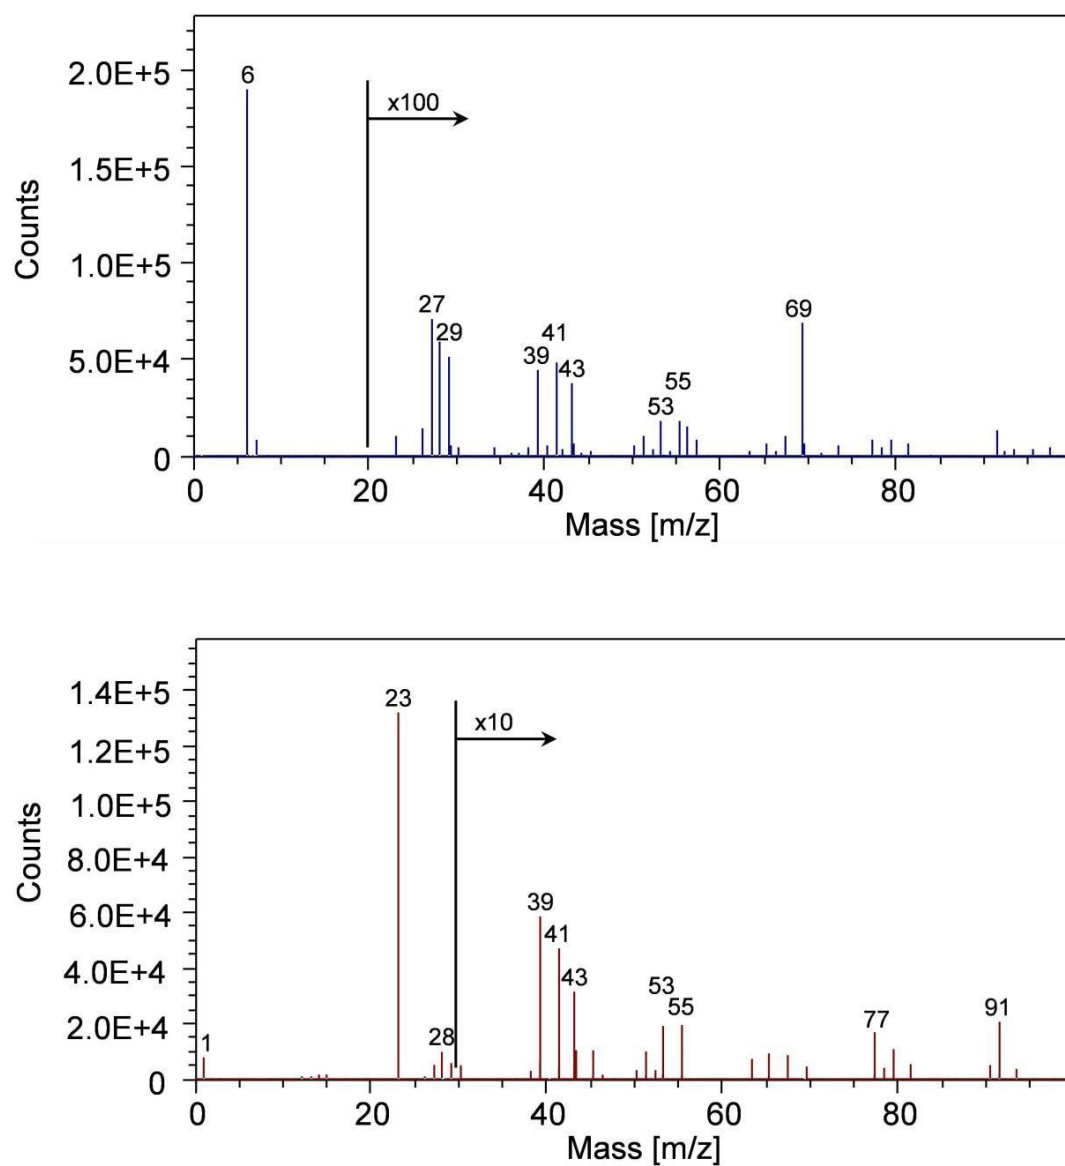 2.0E+5
1.5E+5
1.0E+5
5.0E+4
0
Counts
6
x100
27
29
39
41
43
53
55
69
0 20 40 60 80
Mass [m/z]
1.4E+5
1.2E+5
1.0E+5
8.0E+4
6.0E+4
4.0E+4
2.0E+4
0
Counts
1
23
28
x10
39
41
43
53
55
77
91
0 20 40 60 80
Mass [m/z]